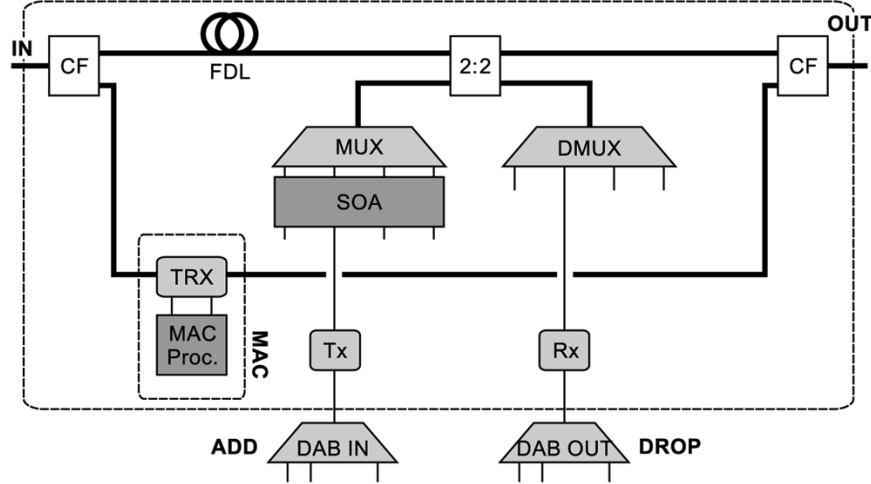 IN
OUT
CF
FDL
2:2
CF
MUX
DMUX
SOA
TRX
MAC
Proc.
MAC
Tx
Rx
ADD
DAB IN
DAB OUT
DROP